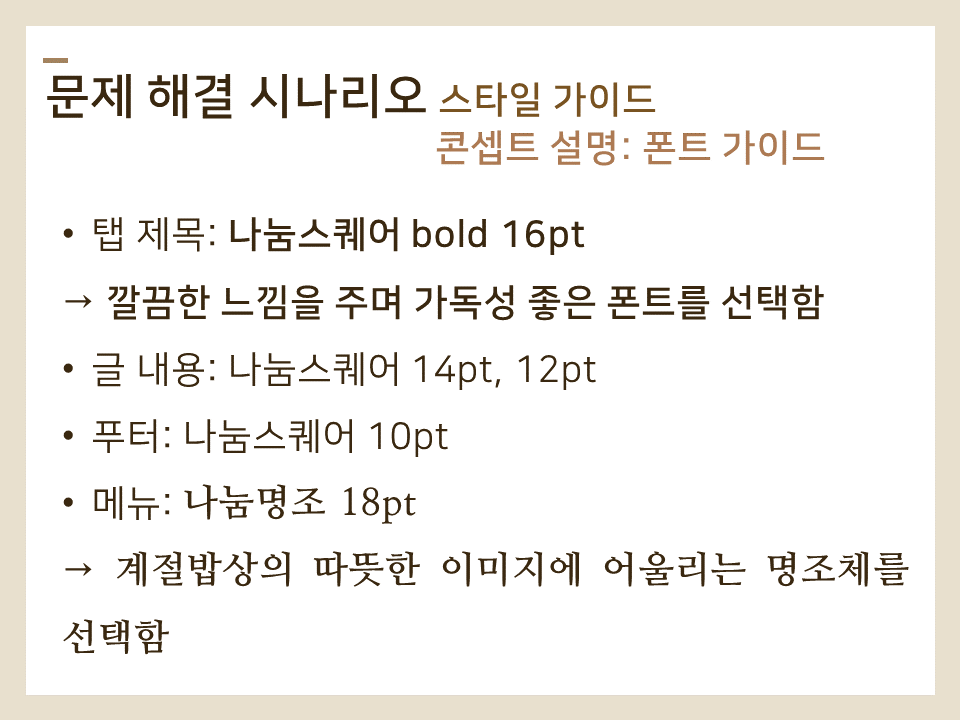 문제 해결 시나리오 스타일 가이드
콘셉트 설명: 폰트 가이드
• 탭 제목: 나눔스퀘어 bold 16pt
→ 깔끔한 느낌을 주며 가독성 좋은 폰트를 선택함
• 글 내용: 나눔스퀘어 14pt, 12pt
• 푸터: 나눔스퀘어 10pt
• 메뉴: 나눔명조 18pt
→ 계절밥상의 따뜻한 이미지에 어울리는 명조체를
선택함